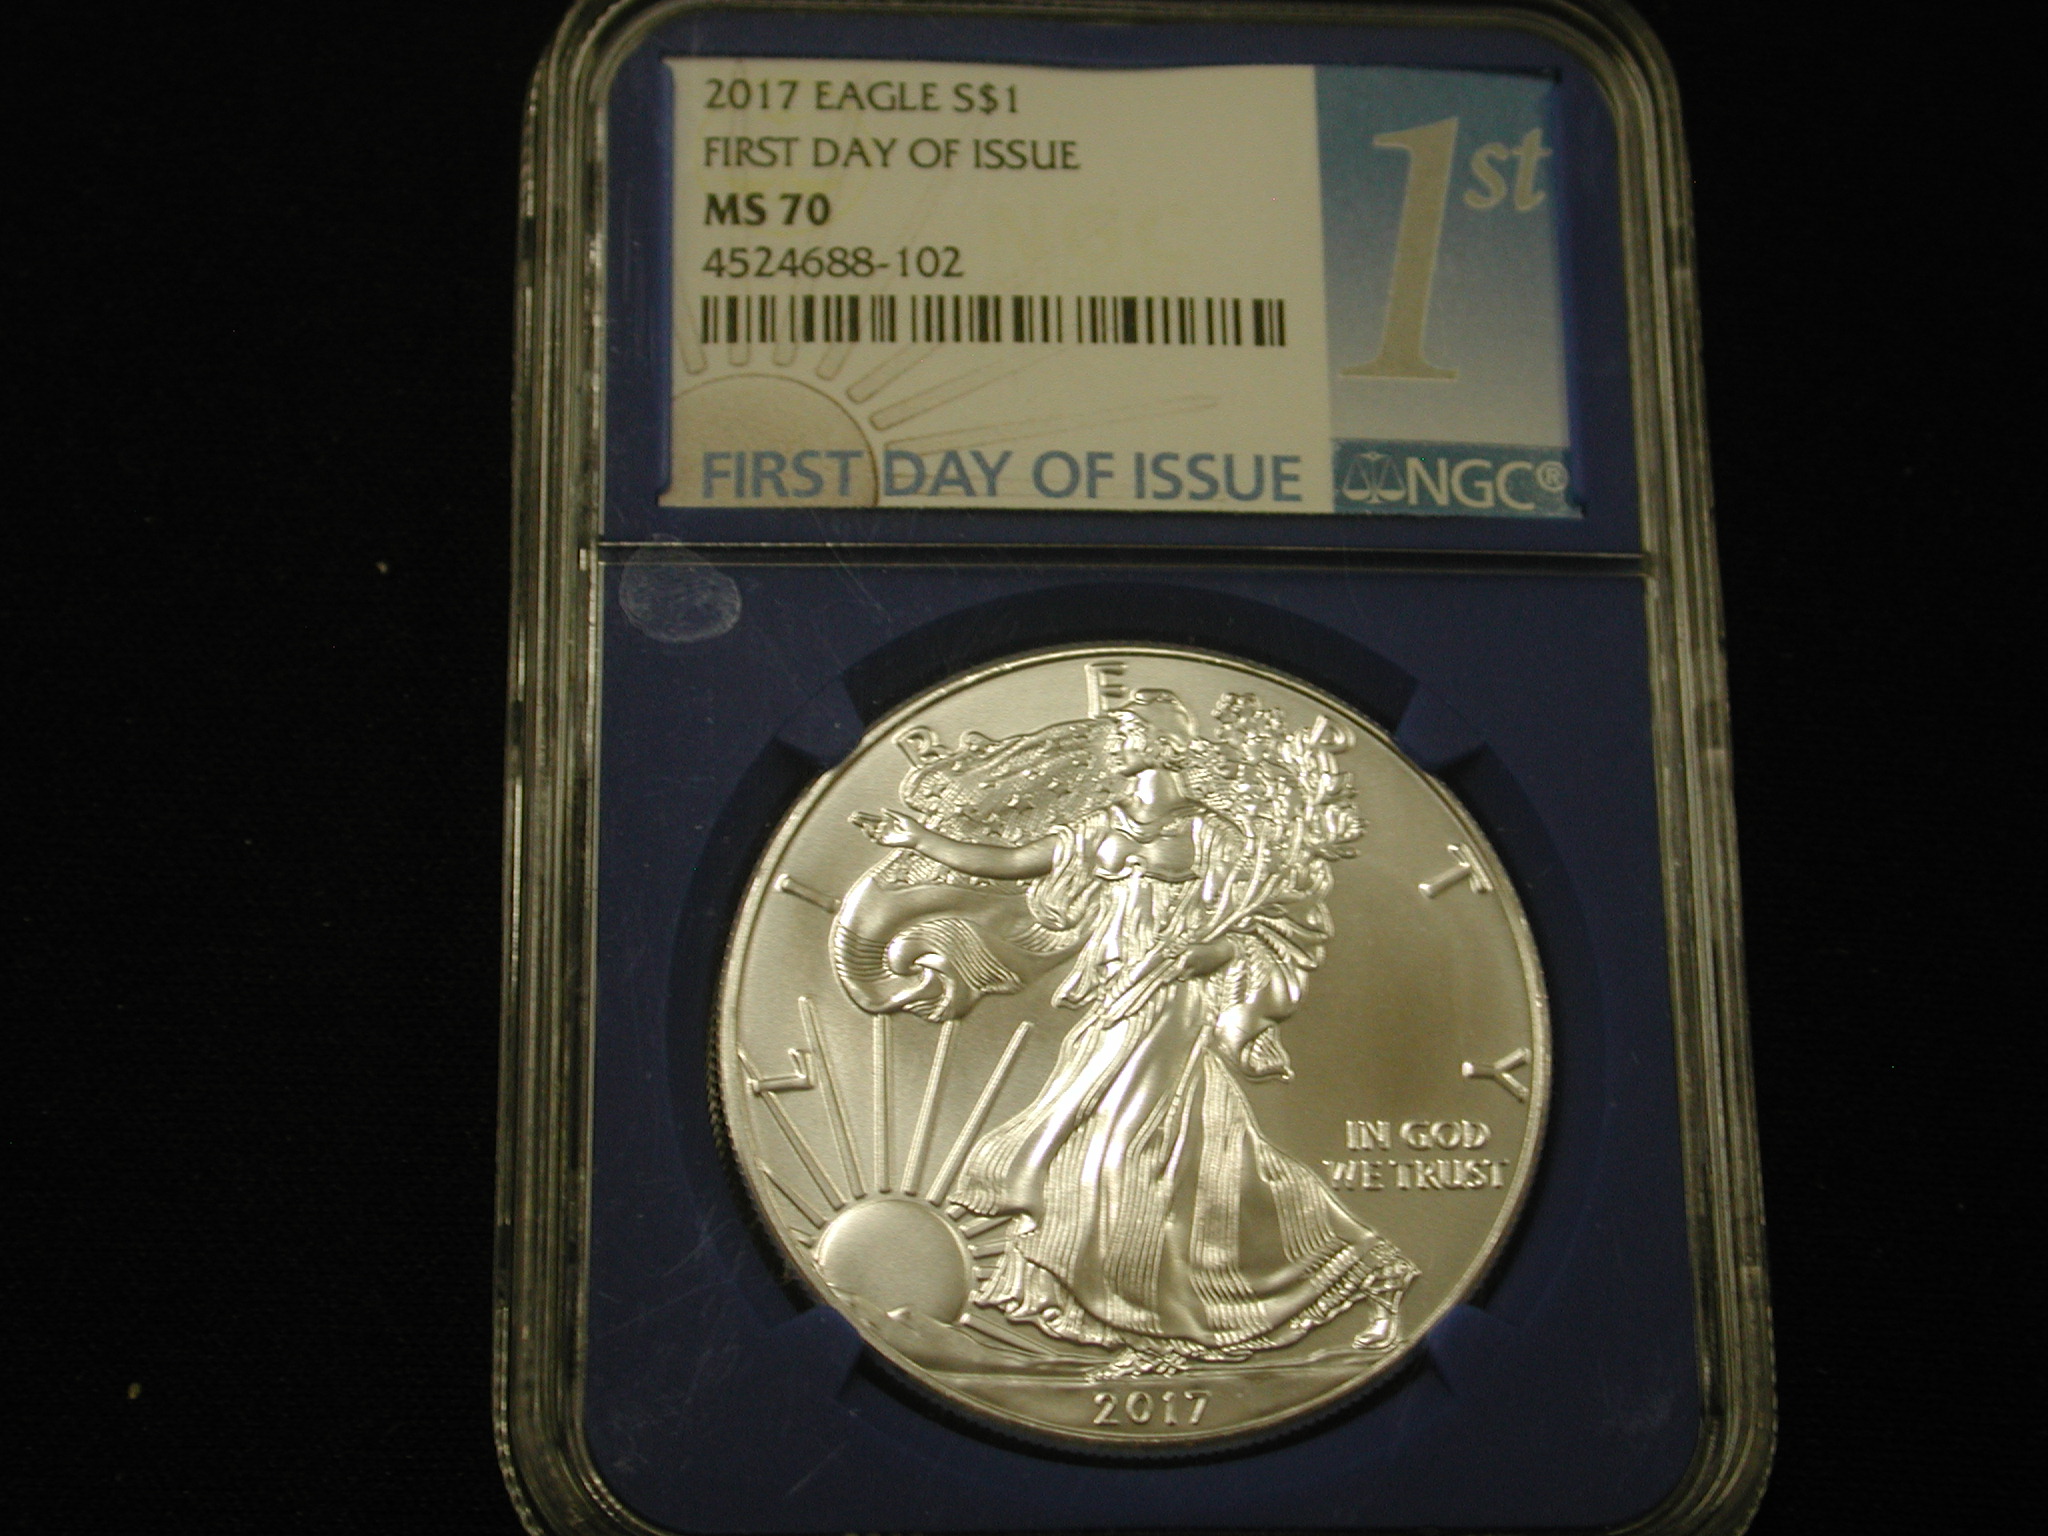 2017 EAGLE S$1
FIRST DAY OF ISSUE
MS 70
4524688-102
1st
FIRST DAY OF ISSUE
NGC®
LIBERTY
IN GOD
WE TRUST
2017